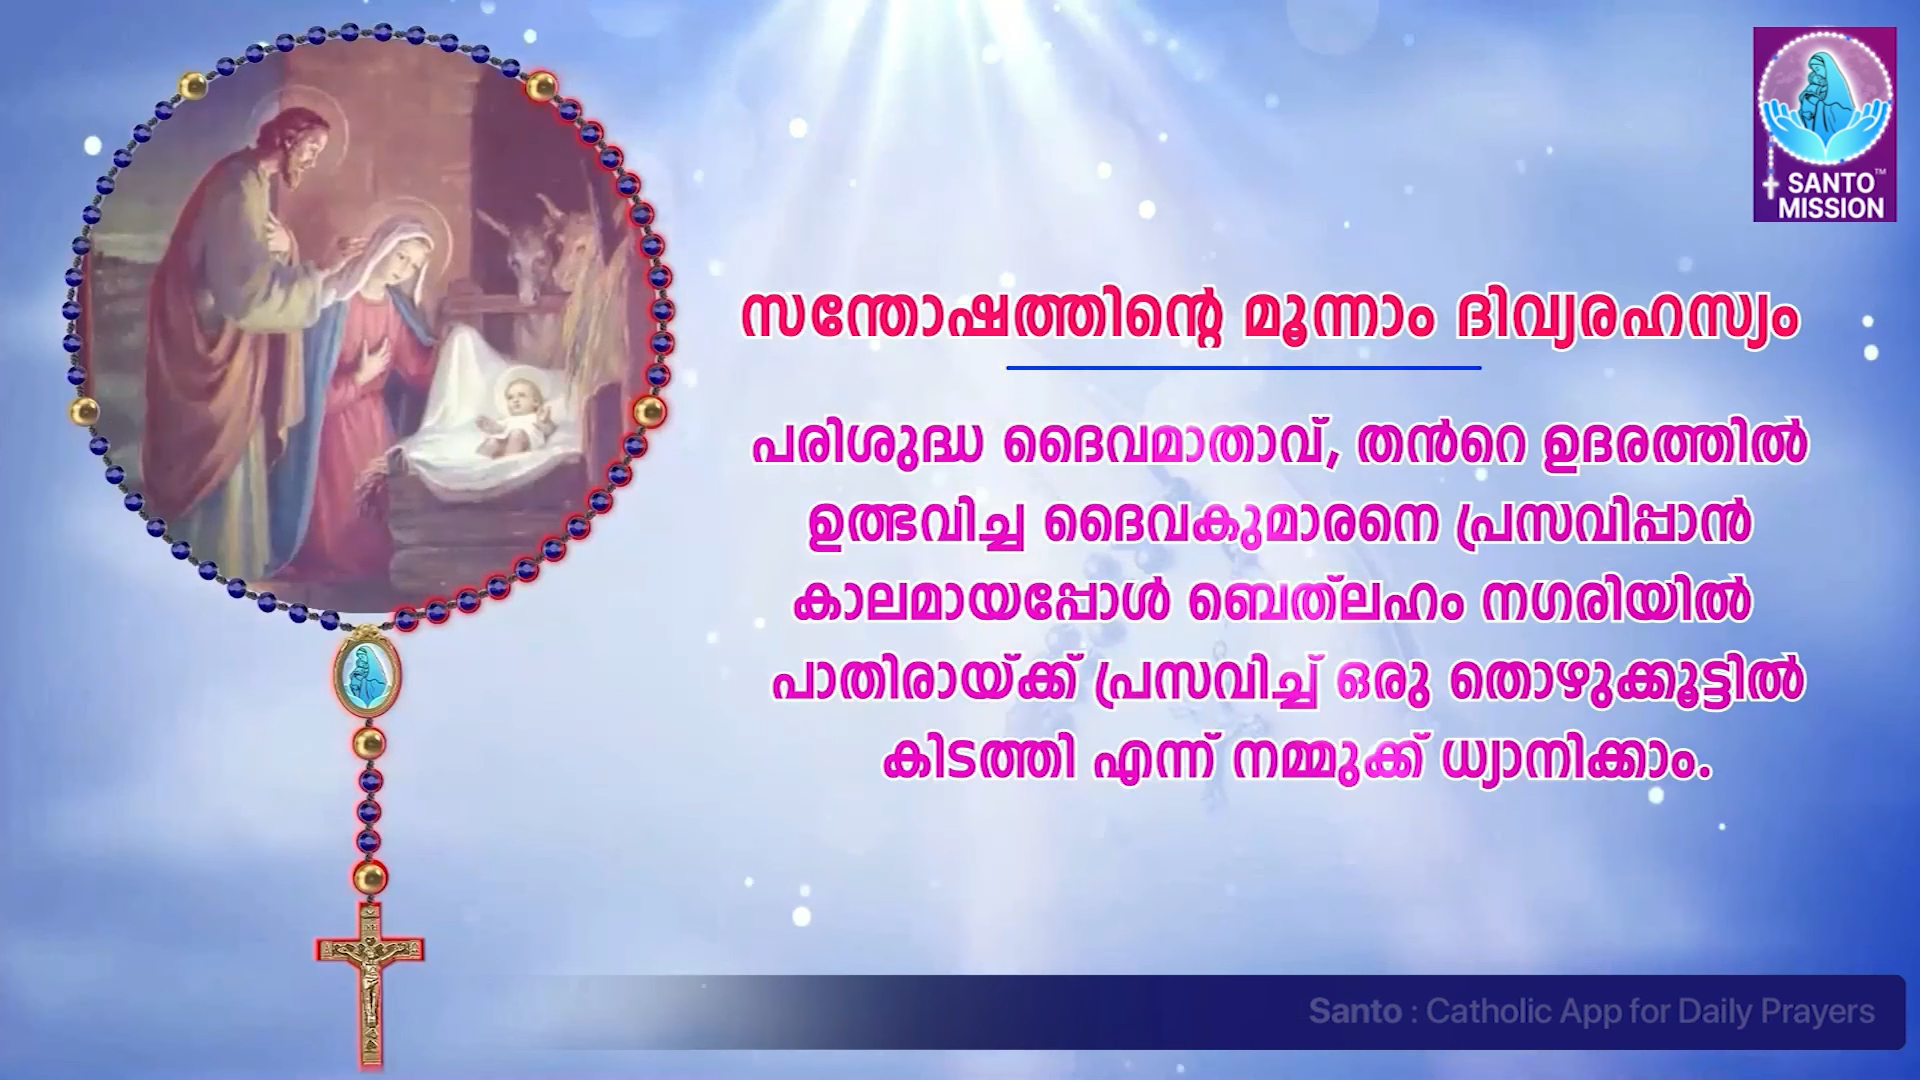 SANTO™
MISSION
സന്തോഷത്തിന്റെ മൂന്നാം ദിവ്യരഹസ്യം
പരിശുദ്ധ ദൈവമാതാവ്, തൻറെ ഉദരത്തിൽ
ഉത്ഭവിച്ച ദൈവകുമാരനെ പ്രസവിപ്പാൻ
കാലമായപ്പോൾ ബെത്‌ലഹം നഗരിയിൽ
പാതിരായ്ക്ക് പ്രസവിച്ച് ഒരു തൊഴുക്കൂട്ടിൽ
കിടത്തി എന്ന് നമ്മുക്ക് ധ്യാനിക്കാം.
Santo : Catholic App for Daily Prayers